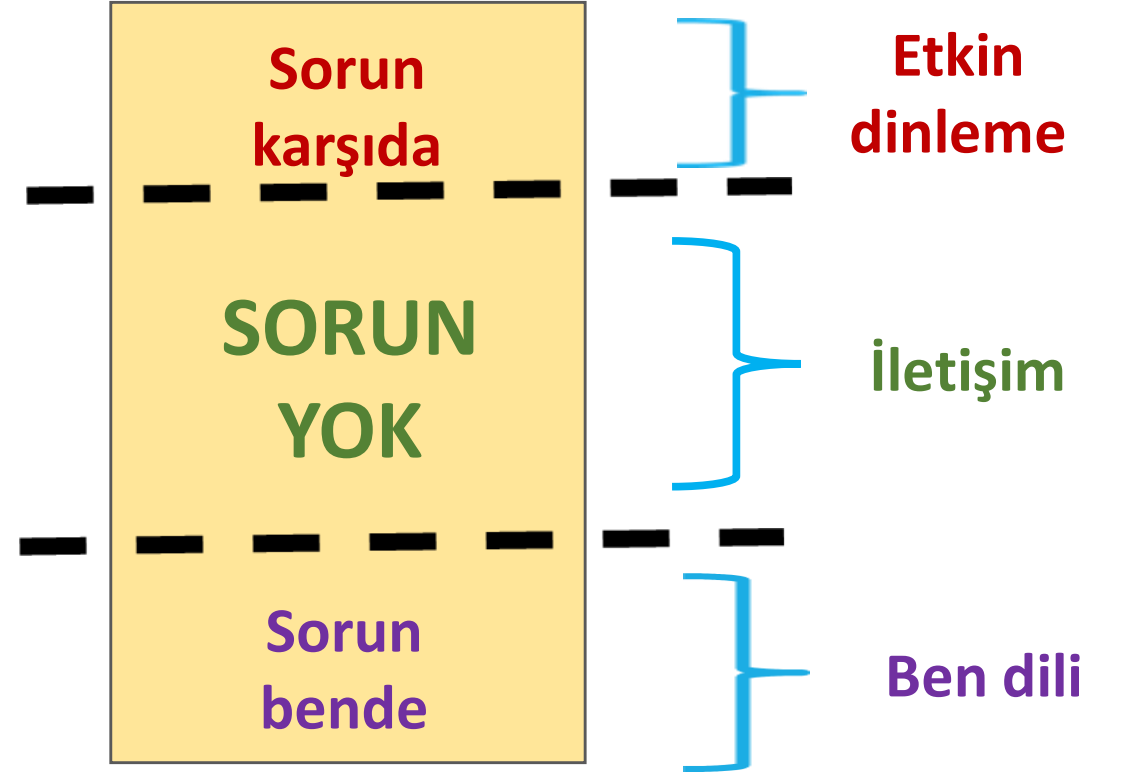 Sorun
karşıda
Etkin
dinleme
SORUN
YOK
İletişim
Sorun
bende
Ben dili